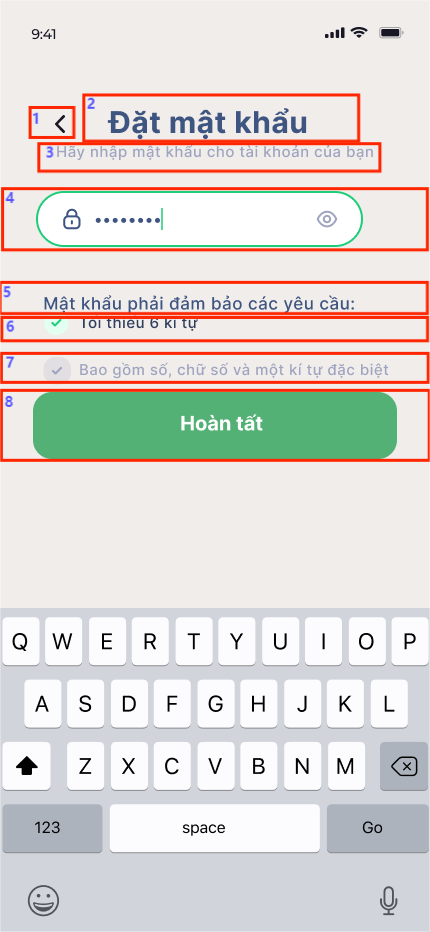 9:41
1
2 Đặt mật khẩu
3 Hãy nhập mật khẩu cho tài khoản của bạn
4 ••••••••
5 Mật khẩu phải đảm bảo các yêu cầu:
6 Tối thiểu 6 kí tự
7 Bao gồm số, chữ số và một kí tự đặc biệt
8 Hoàn tất
Q W E R T Y U I O P
A S D F G H J K L
Z X C V B N M
123 space Go